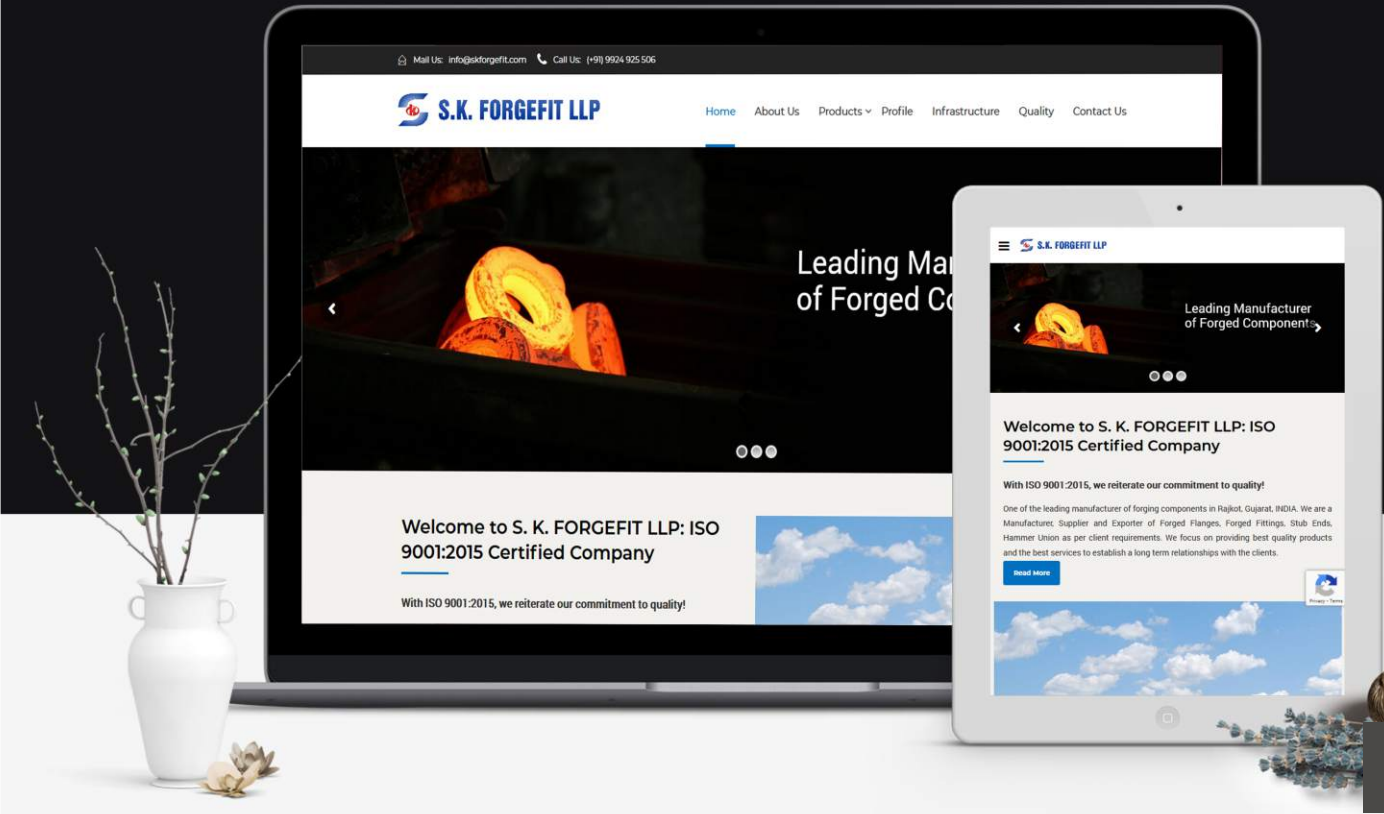 Mail Us: info@skforgefit.com Call Us: (+91) 9924 925 506
S.K. FORGEFIT LLP
Home About Us Products Profile Infrastructure Quality Contact Us
Leading Ma
of Forged Co
Welcome to S. K. FORGEFIT LLP: ISO
9001:2015 Certified Company
With ISO 9001:2015, we reiterate our commitment to quality!
S.K. FORGEFIT LLP
Leading Manufacturer
of Forged Components
Welcome to S. K. FORGEFIT LLP: ISO
9001:2015 Certified Company
With ISO 9001:2015, we reiterate our commitment to quality!
One of the leading manufacturer of forging components in Rajkot, Gujarat, INDIA. We are a
Manufacturer, Supplier and Exporter of Forged Flanges, Forged Fittings, Stub Ends,
Hammer Union as per client requirements. We focus on providing best quality products
and the best services to establish a long term relationships with the clients.
Read More
Privacy - Terms